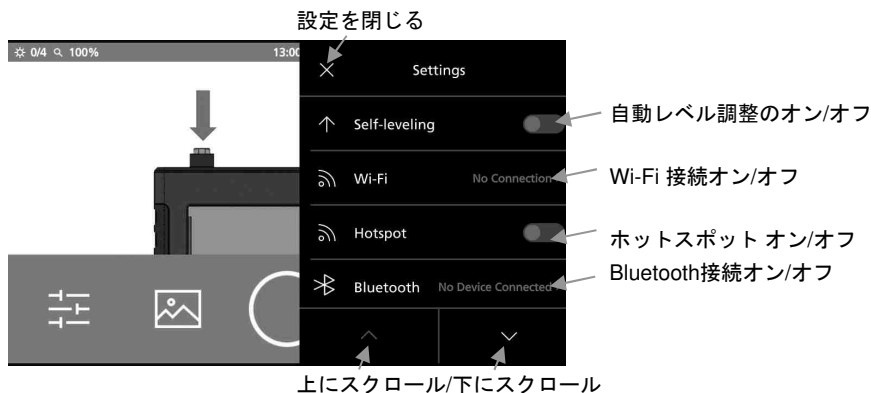 設定を閉じる
0/4 100% 13:00
Settings
Self-leveling
自動レベル調整のオン/オフ
Wi-Fi No Connection
Wi-Fi 接続オン/オフ
Hotspot
ホットスポット オン/オフ
Bluetooth No Device Connected
Bluetooth接続オン/オフ
上にスクロール/下にスクロール